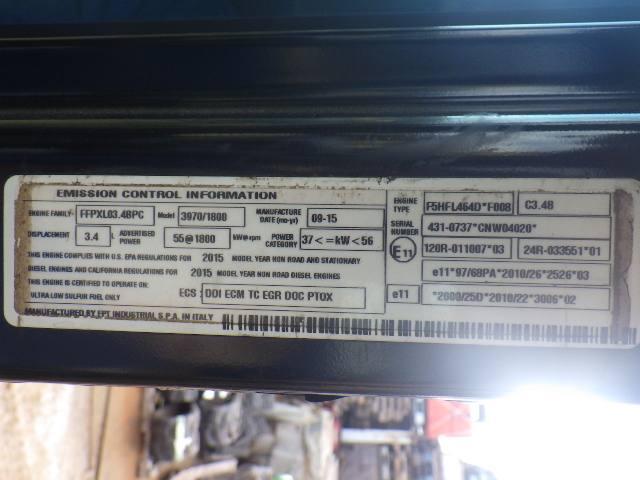 EMISSION CONTROL INFORMATION
ENGINE FAMILY: FFPXL03.4BPC Model 3970/1800 MANUFACTURE DATE (mo-yr) 09-15
DISPLACEMENT 3.4 L ADVERTISED POWER 55@1800 kW@rpm POWER CATEGORY 37<=kW<56
THIS ENGINE COMPLIES WITH U.S. EPA REGULATIONS FOR 2015 MODEL YEAR NON ROAD AND STATIONARY
DIESEL ENGINES AND CALIFORNIA REGULATIONS FOR 2015 MODEL YEAR NON ROAD DIESEL ENGINES
THIS ENGINE IS CERTIFIED TO OPERATE ON:
ULTRA LOW SULFUR FUEL ONLY ECS : DDI ECM TC EGR DOC PTOX
MANUFACTURED BY FPT INDUSTRIAL S.P.A. IN ITALY
ENGINE TYPE F5HFL464D*F008 C3.4B
SERIAL NUMBER 431-0737*CNW04020*
E11 120R-011007*03 24R-033551*01
e11*97/68PA*2010/26*2526*03
e11 *2000/25D*2010/22*3006*02